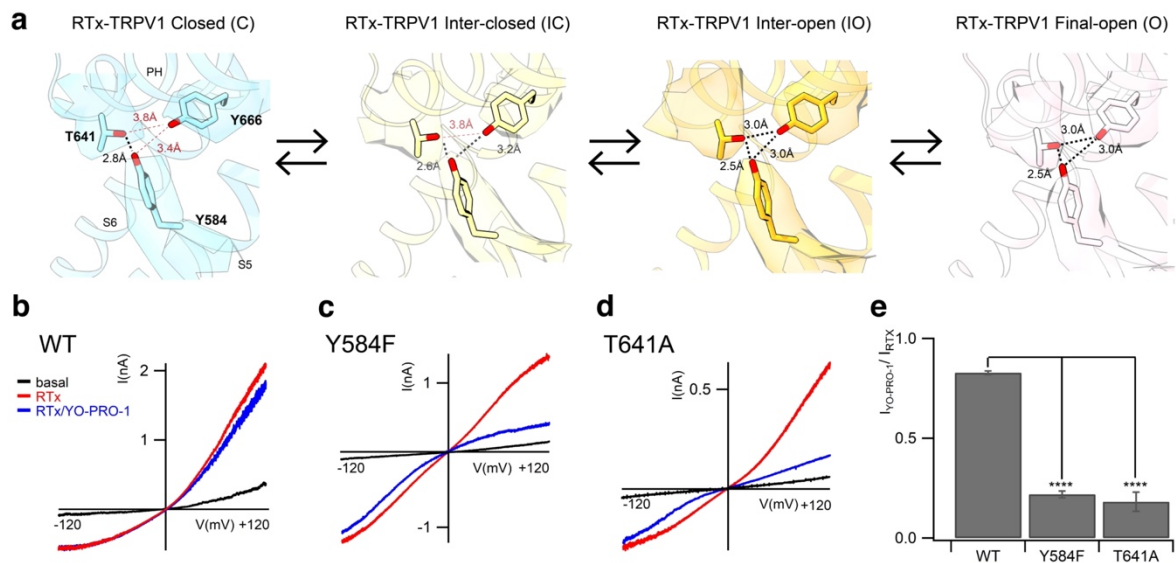 a
RTx-TRPV1 Closed (C)
RTx-TRPV1 Inter-closed (IC)
RTx-TRPV1 Inter-open (IO)
RTx-TRPV1 Final-open (O)
PH
3.8Å
Y666
T641
3.4Å
2.8Å
Y584
S6
S5
3.8Å
3.2Å
2.6Å
3.0Å
3.0Å
2.5Å
3.0Å
3.0Å
2.5Å
b
WT
basal
RTx
RTx/YO-PRO-1
I(nA)
2
1
-120
V(mV) +120
c
Y584F
I(nA)
1
-120
V(mV) +120
-1
d
T641A
I(nA)
0.5
-120
V(mV) +120
e
I YO-PRO-1 / I RTX
1.0
0.5
0.0
****
****
WT
Y584F
T641A